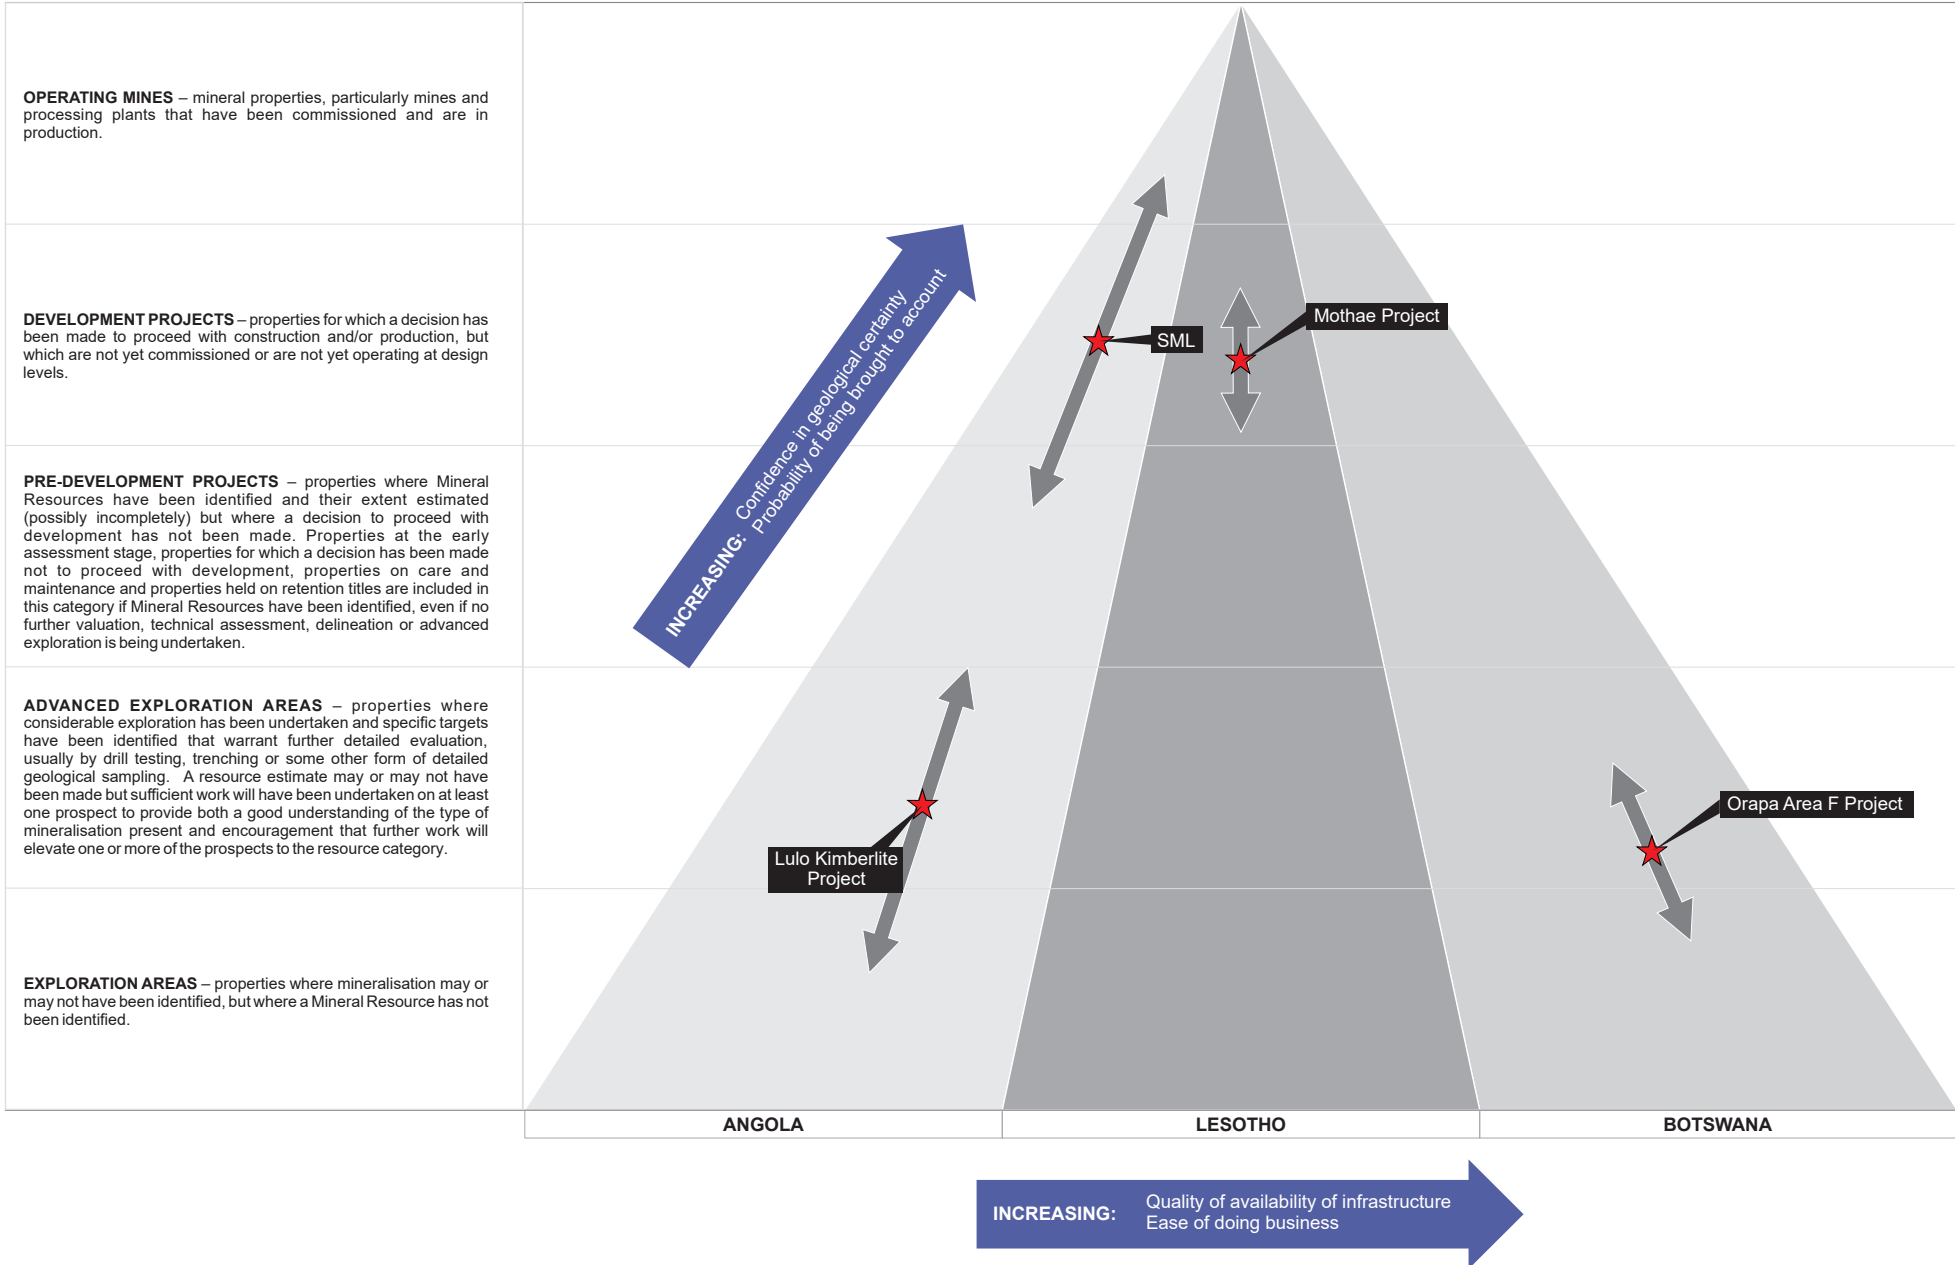 OPERATING MINES – mineral properties, particularly mines and
processing plants that have been commissioned and are in
production.
DEVELOPMENT PROJECTS – properties for which a decision has
been made to proceed with construction and/or production, but
which are not yet commissioned or are not yet operating at design
levels.
PRE-DEVELOPMENT PROJECTS – properties where Mineral
Resources have been identified and their extent estimated
(possibly incompletely) but where a decision to proceed with
development has not been made. Properties at the early
assessment stage, properties for which a decision has been made
not to proceed with development, properties on care and
maintenance and properties held on retention titles are included in
this category if Mineral Resources have been identified, even if no
further valuation, technical assessment, delineation or advanced
exploration is being undertaken.
ADVANCED EXPLORATION AREAS – properties where
considerable exploration has been undertaken and specific targets
have been identified that warrant further detailed evaluation,
usually by drill testing, trenching or some other form of detailed
geological sampling. A resource estimate may or may not have
been made but sufficient work will have been undertaken on at least
one prospect to provide both a good understanding of the type of
mineralisation present and encouragement that further work will
elevate one or more of the prospects to the resource category.
EXPLORATION AREAS – properties where mineralisation may or
may not have been identified, but where a Mineral Resource has not
been identified.
INCREASING: Confidence in geological certainty
Probability of being brought to account
SML
Mothae Project
Lulo Kimberlite
Project
Orapa Area F Project
ANGOLA
LESOTHO
BOTSWANA
INCREASING: Quality of availability of infrastructure
Ease of doing business